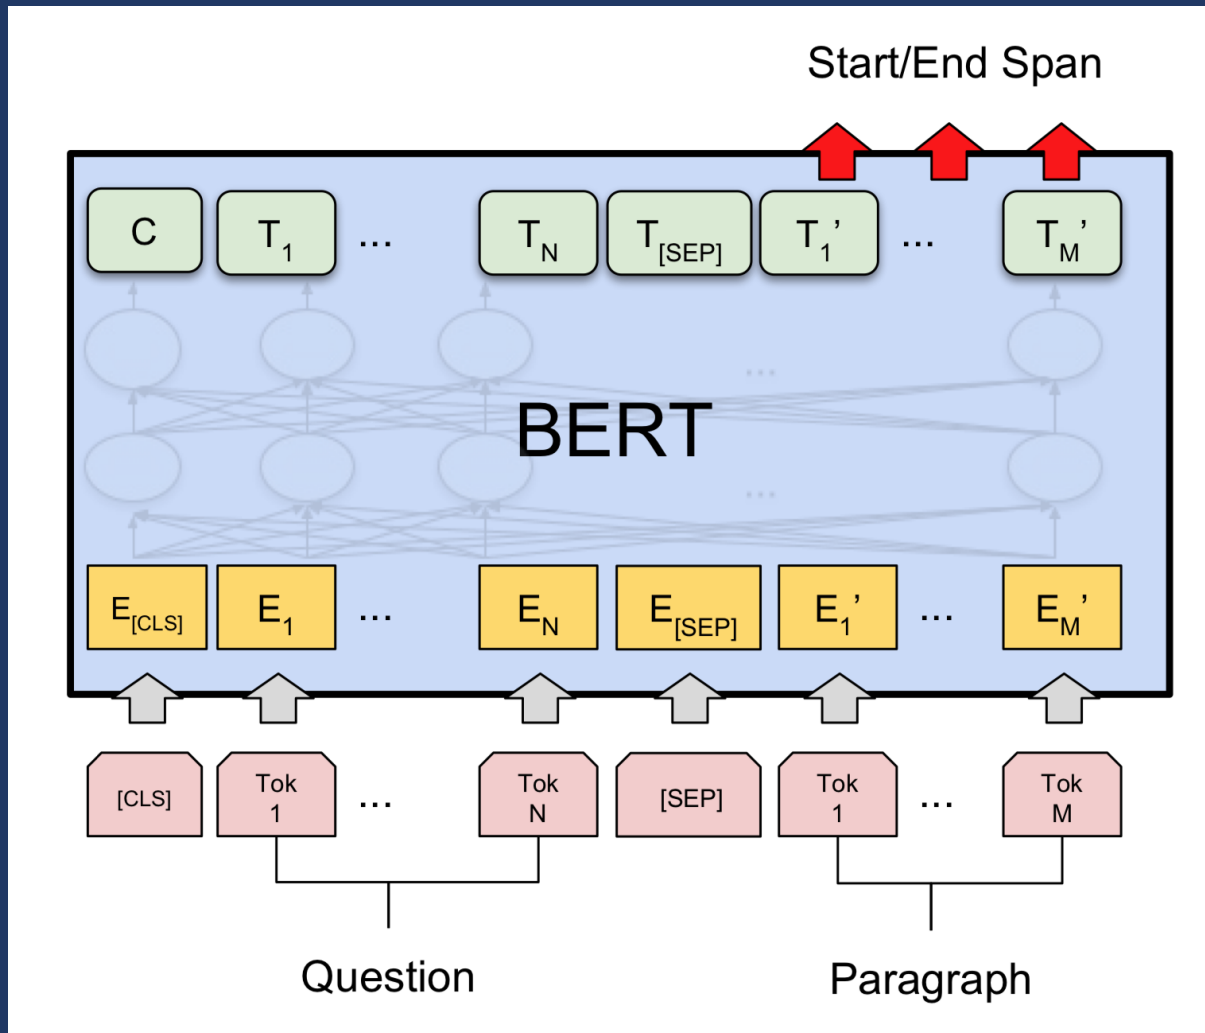 Start/End Span
C T1 ... TN T[SEP] T1’ ... TM’
...
BERT
...
E[CLS] E1 ... EN E[SEP] E1’ ... EM’
[CLS] Tok 1 ... Tok N [SEP] Tok 1 ... Tok M
Question Paragraph